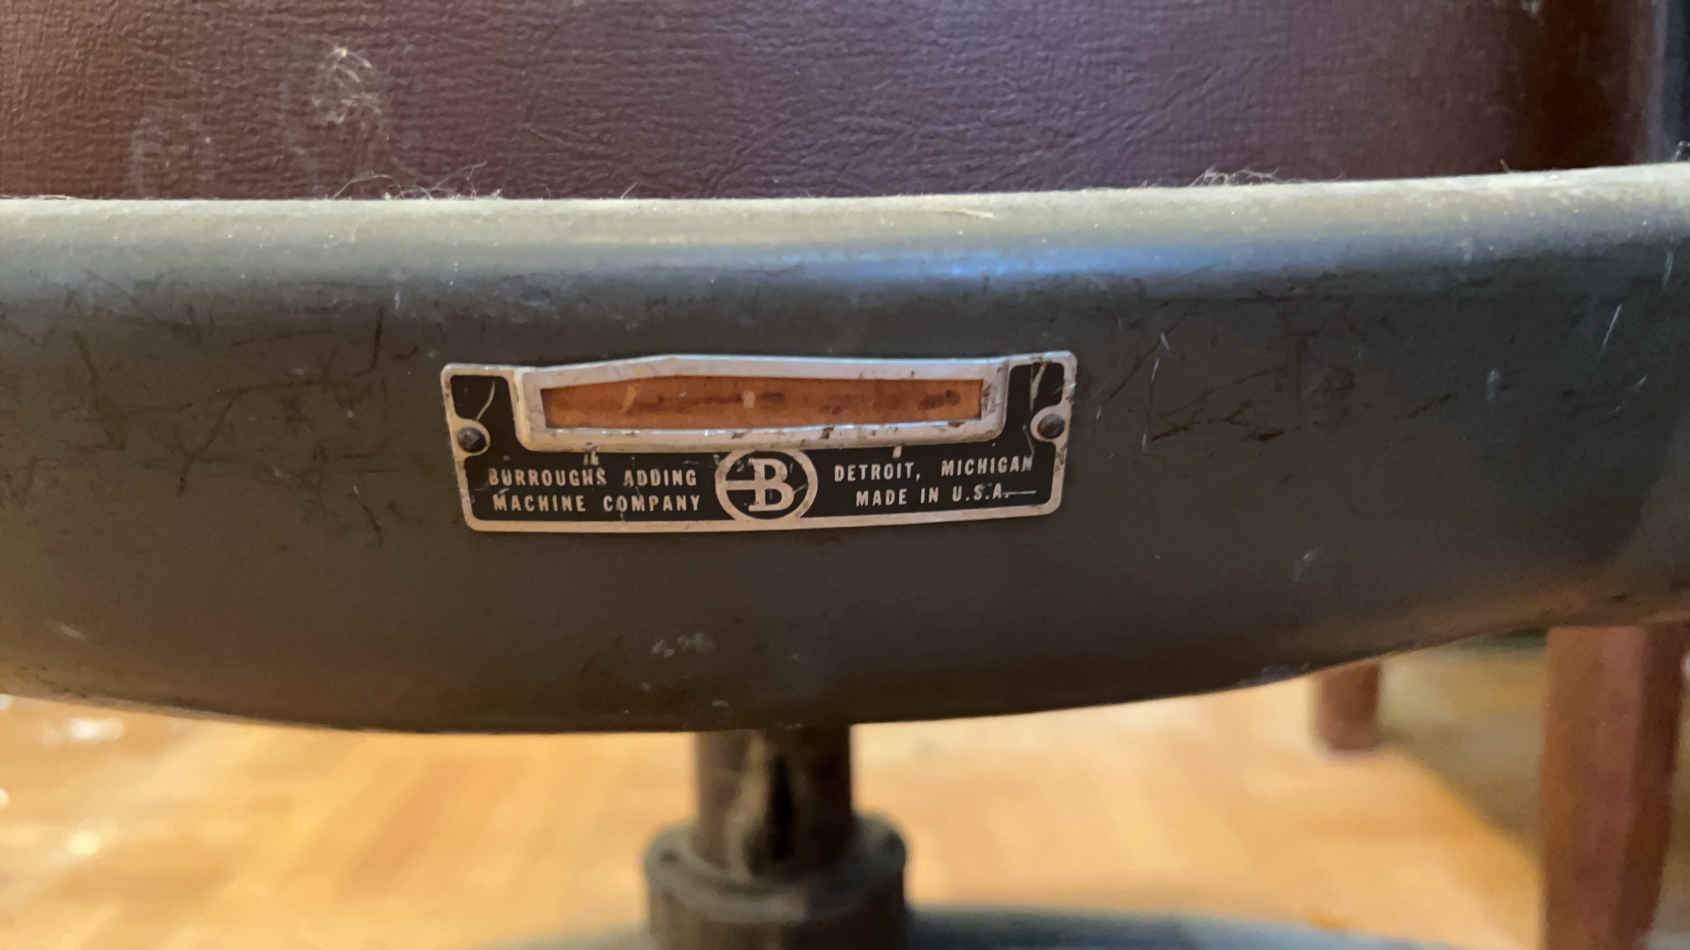 BURROUGHS ADDING
MACHINE COMPANY
B
DETROIT, MICHIGAN
MADE IN U.S.A.